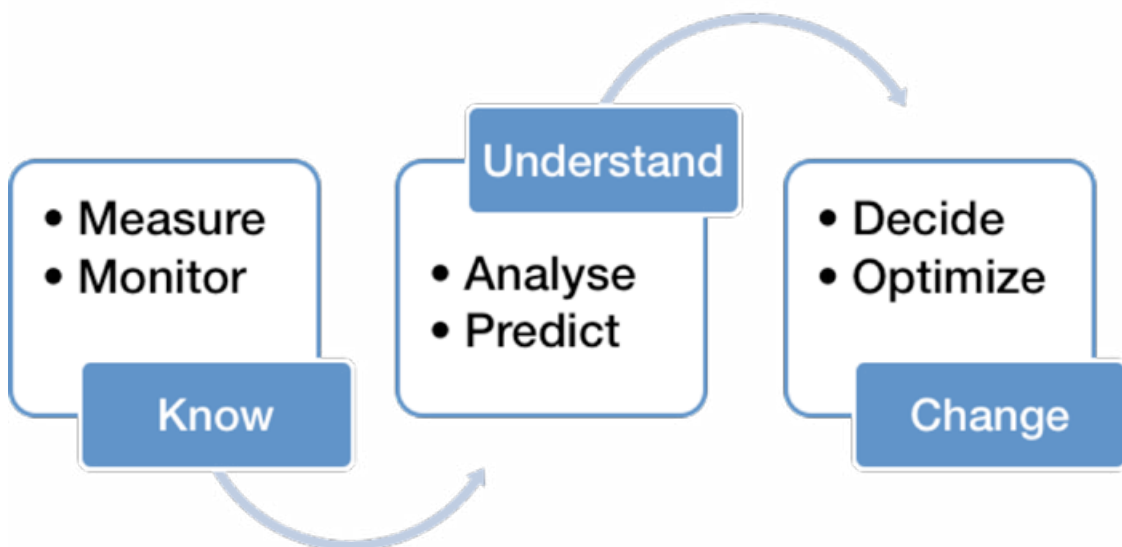 • Measure
• Monitor
Know
Understand
• Analyse
• Predict
• Decide
• Optimize
Change